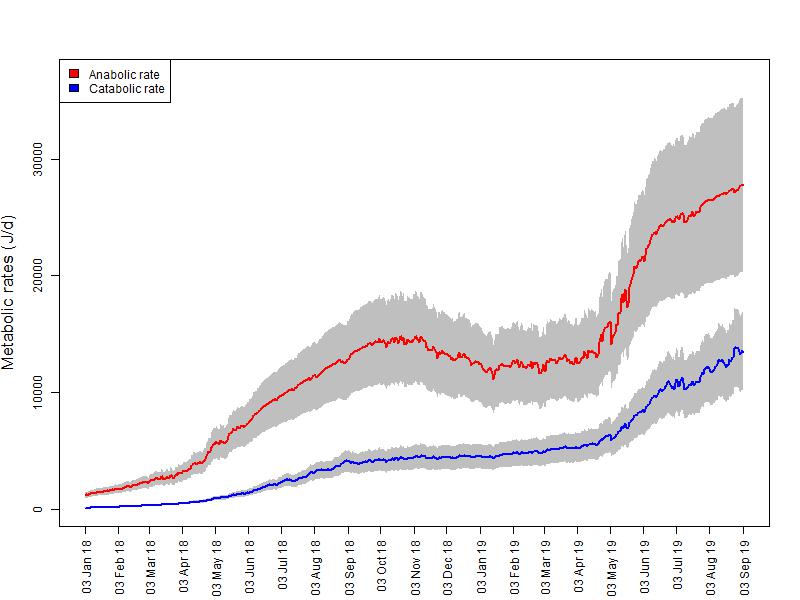 Anabolic rate
Catabolic rate
Metabolic rates (J/d)
30000
20000
10000
0
03 Jan 18
03 Feb 18
03 Mar 18
03 Apr 18
03 May 18
03 Jun 18
03 Jul 18
03 Aug 18
03 Sep 18
03 Oct 18
03 Nov 18
03 Dec 18
03 Jan 19
03 Feb 19
03 Mar 19
03 Apr 19
03 May 19
03 Jun 19
03 Jul 19
03 Aug 19
03 Sep 19